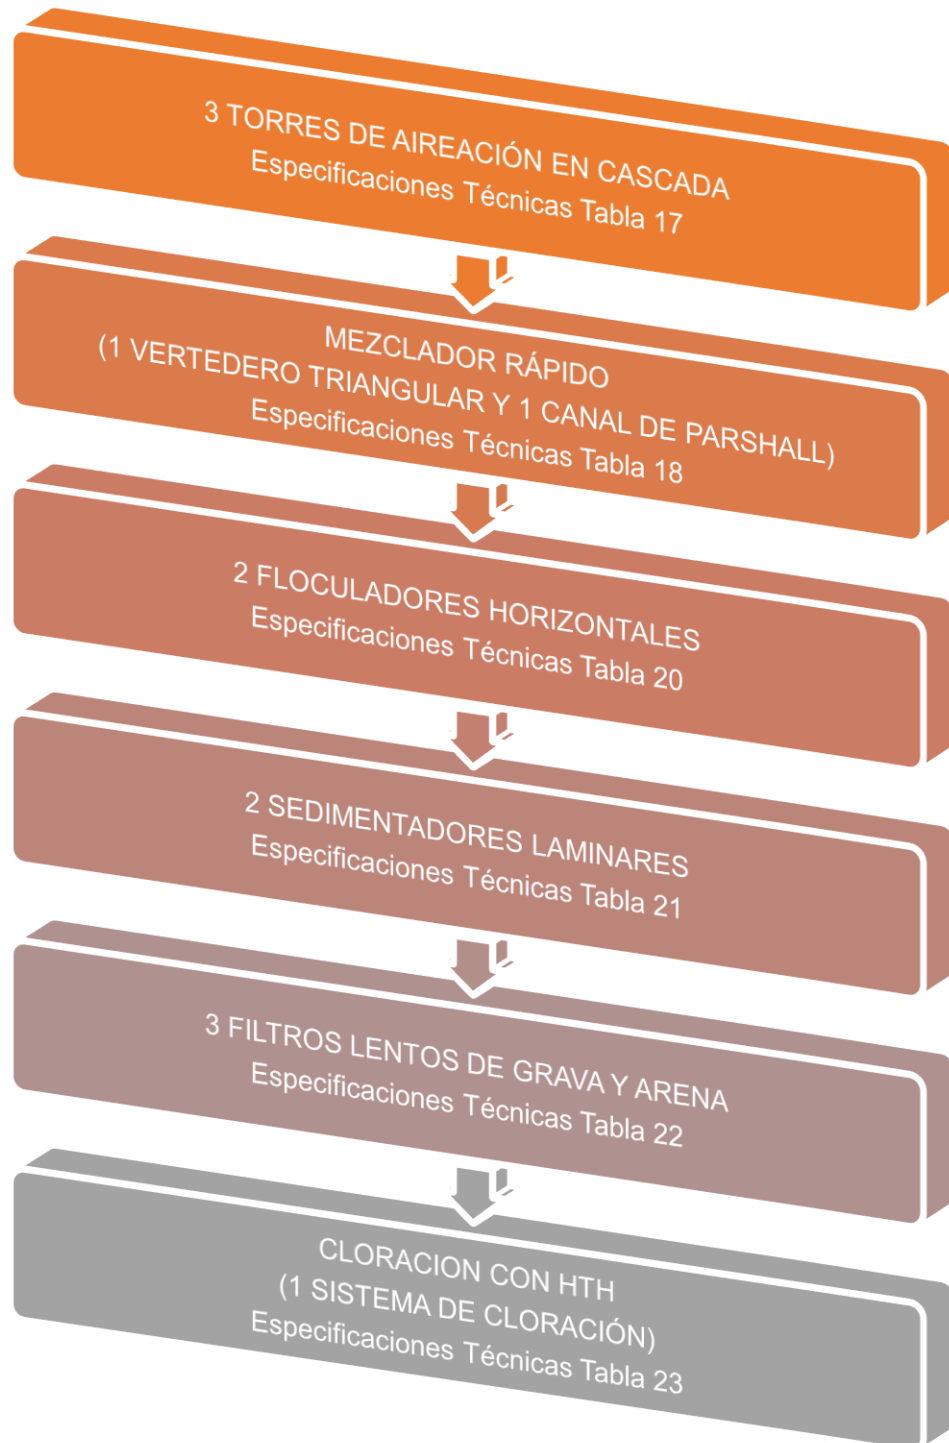 3 TORRES DE AIREACIÓN EN CASCADA
Especificaciones Técnicas Tabla 17
MEZCLADOR RÁPIDO
(1 VERTEDERO TRIANGULAR Y 1 CANAL DE PARSHALL)
Especificaciones Técnicas Tabla 18
2 FLOCULADORES HORIZONTALES
Especificaciones Técnicas Tabla 20
2 SEDIMENTADORES LAMINARES
Especificaciones Técnicas Tabla 21
3 FILTROS LENTOS DE GRAVA Y ARENA
Especificaciones Técnicas Tabla 22
CLORACION CON HTH
(1 SISTEMA DE CLORACIÓN)
Especificaciones Técnicas Tabla 23